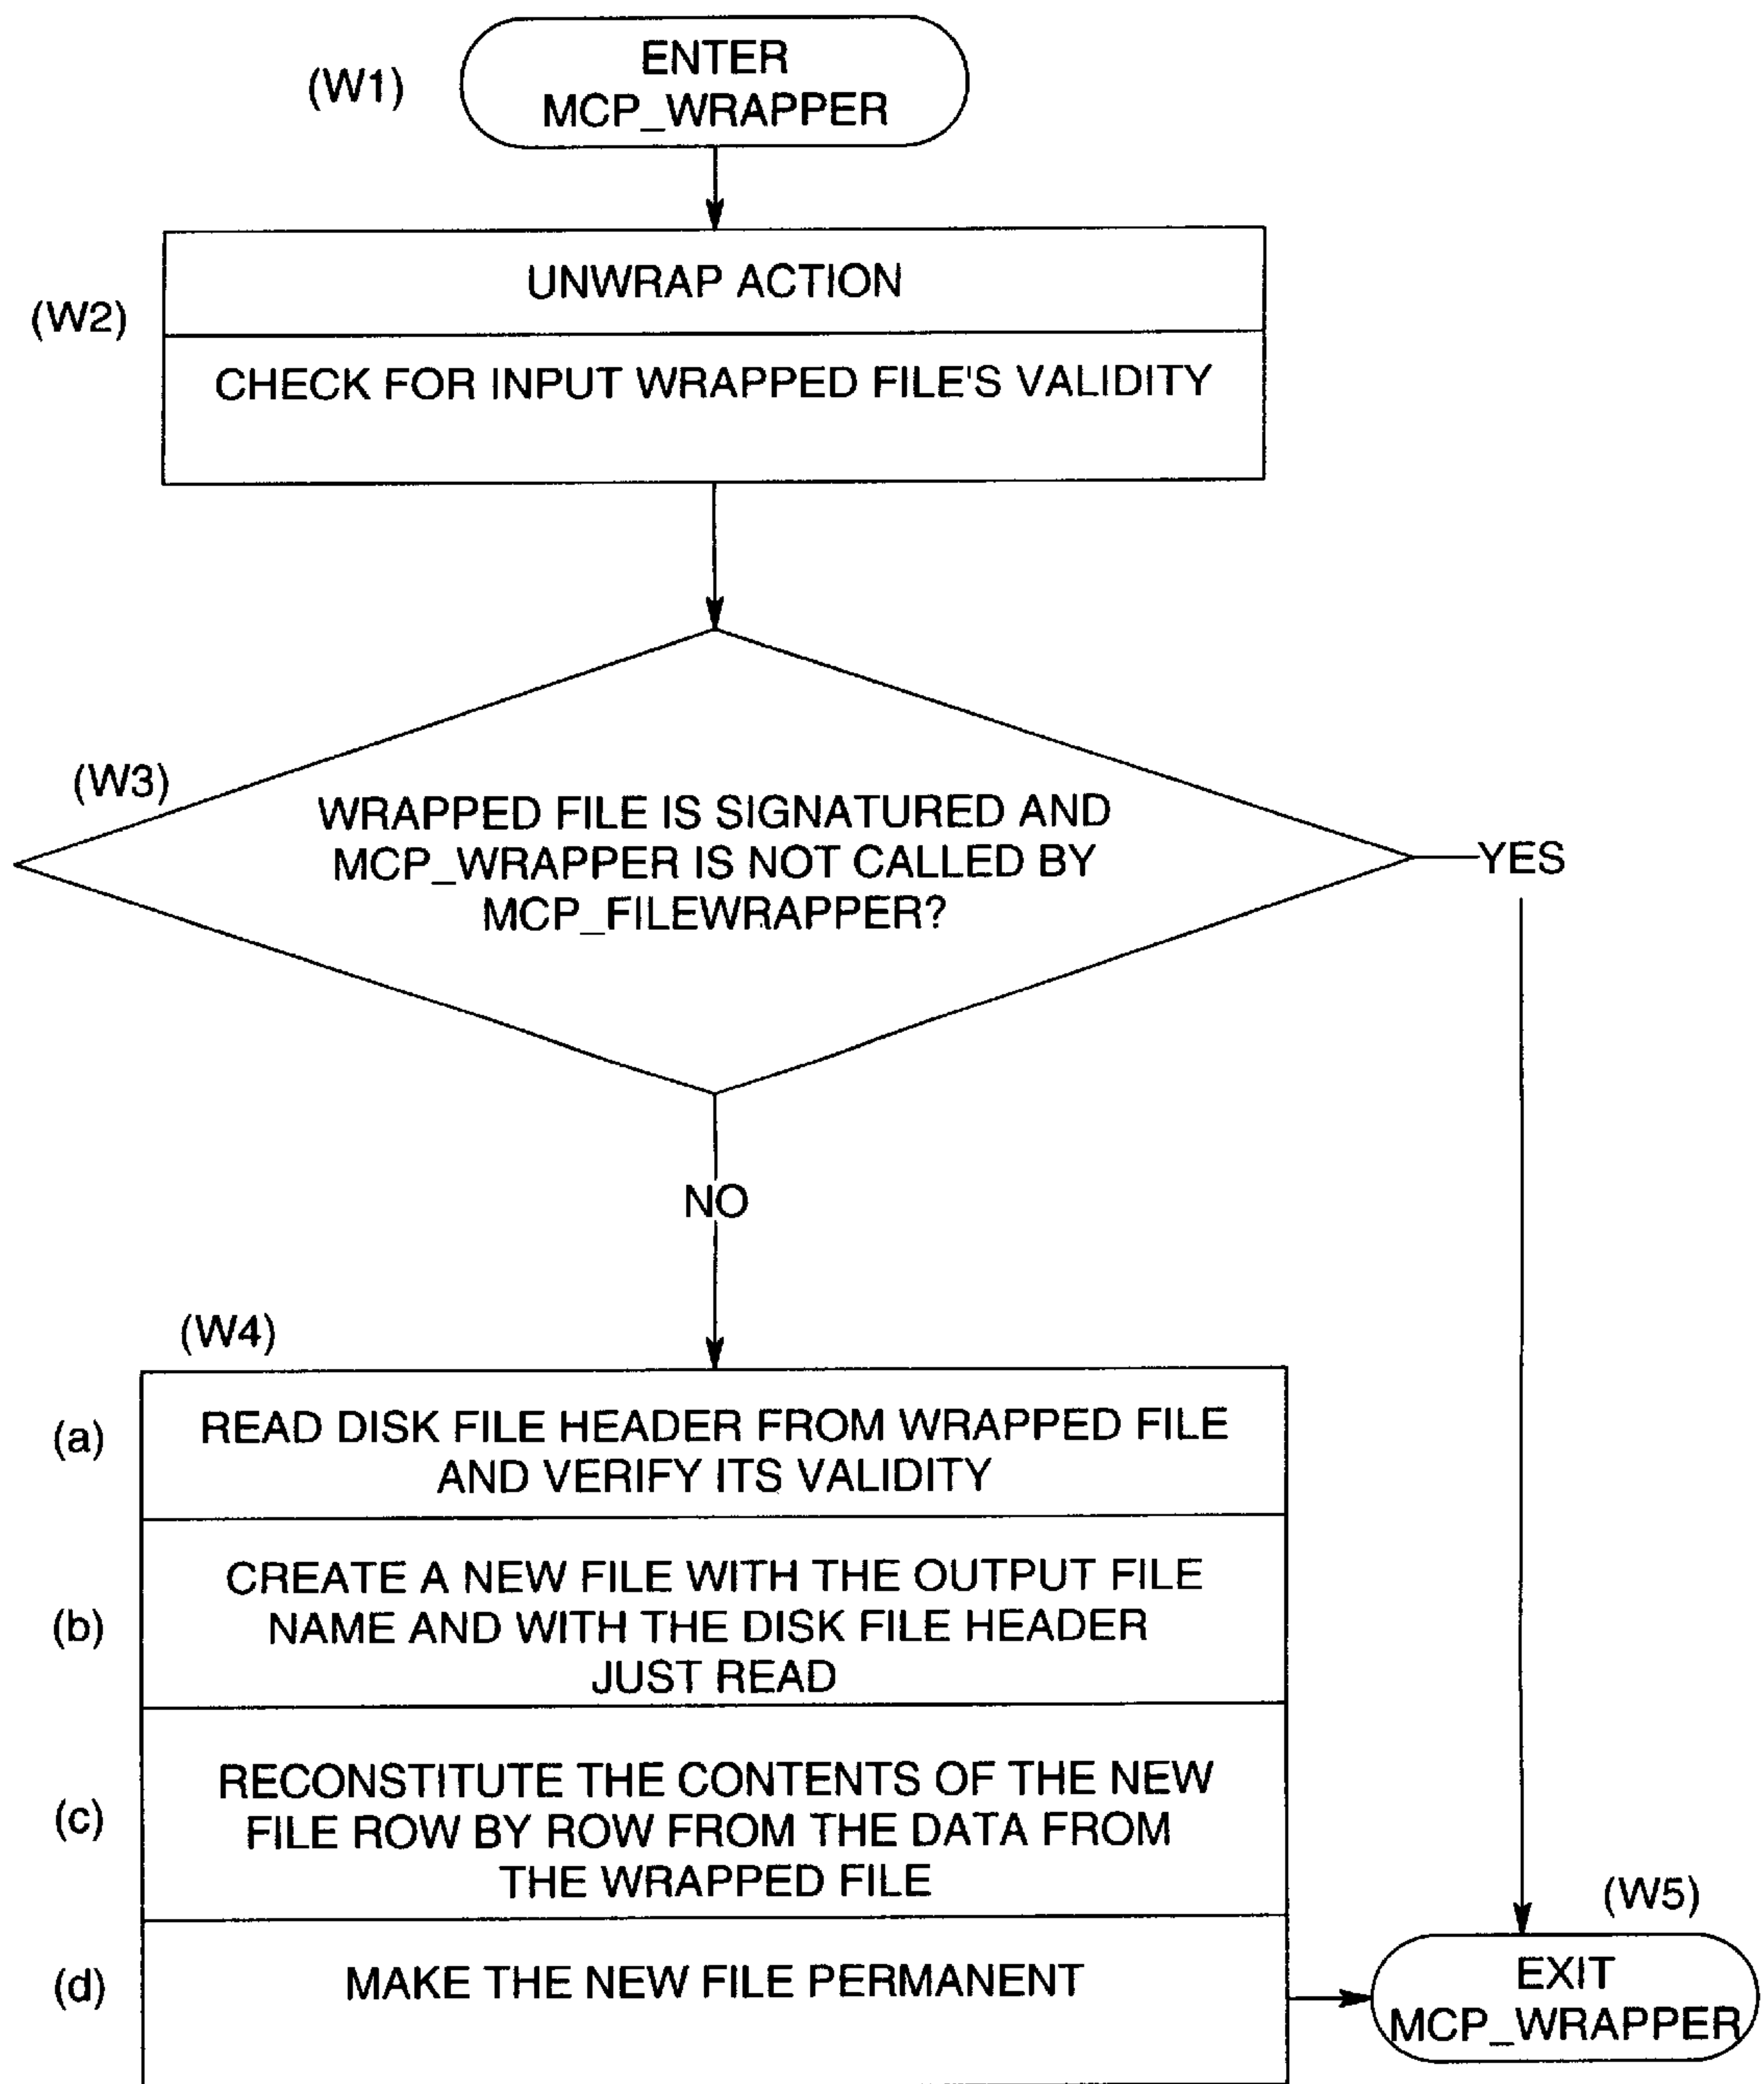 (W1)
ENTER
MCP_WRAPPER
UNWRAP ACTION
(W2)
CHECK FOR INPUT WRAPPED FILE'S VALIDITY
(W3)
WRAPPED FILE IS SIGNATURED AND
MCP_WRAPPER IS NOT CALLED BY
MCP_FILEWRAPPER?
YES
NO
(W4)
(a)
READ DISK FILE HEADER FROM WRAPPED FILE
AND VERIFY ITS VALIDITY
(b)
CREATE A NEW FILE WITH THE OUTPUT FILE
NAME AND WITH THE DISK FILE HEADER
JUST READ
(c)
RECONSTITUTE THE CONTENTS OF THE NEW
FILE ROW BY ROW FROM THE DATA FROM
THE WRAPPED FILE
(d)
MAKE THE NEW FILE PERMANENT
(W5)
EXIT
MCP_WRAPPER